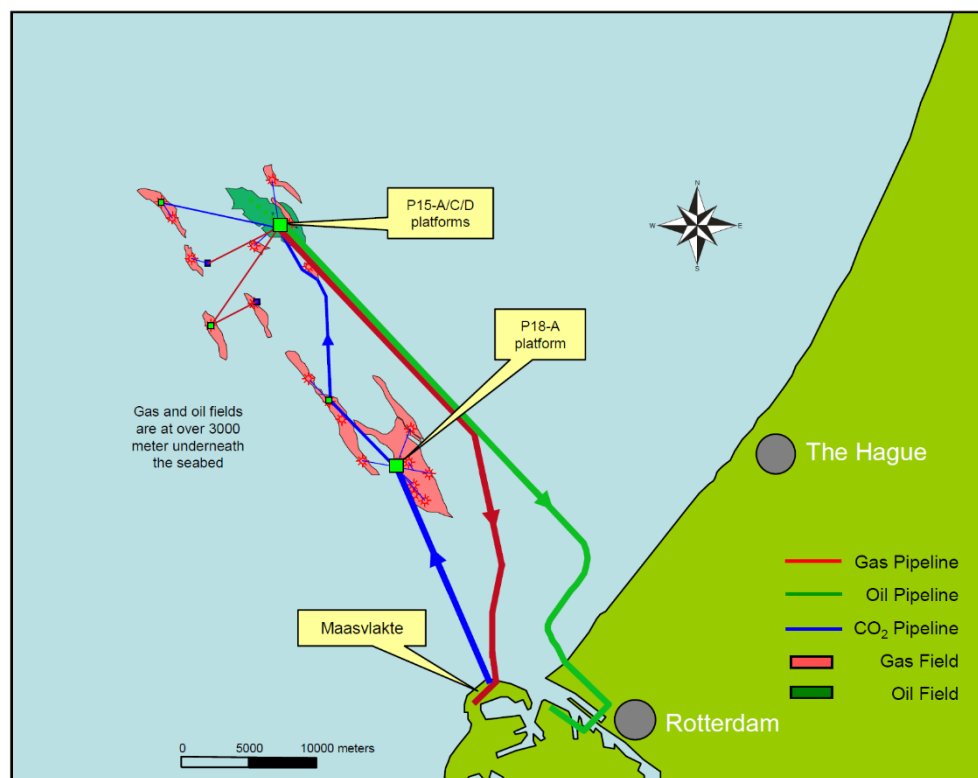 P15-A/C/D
platforms
N
W
E
S
P18-A
platform
Gas and oil fields
are at over 3000
meter underneath
the seabed
The Hague
Gas Pipeline
Oil Pipeline
CO₂ Pipeline
Gas Field
Oil Field
Maasvlakte
Rotterdam
0 5000 10000 meters